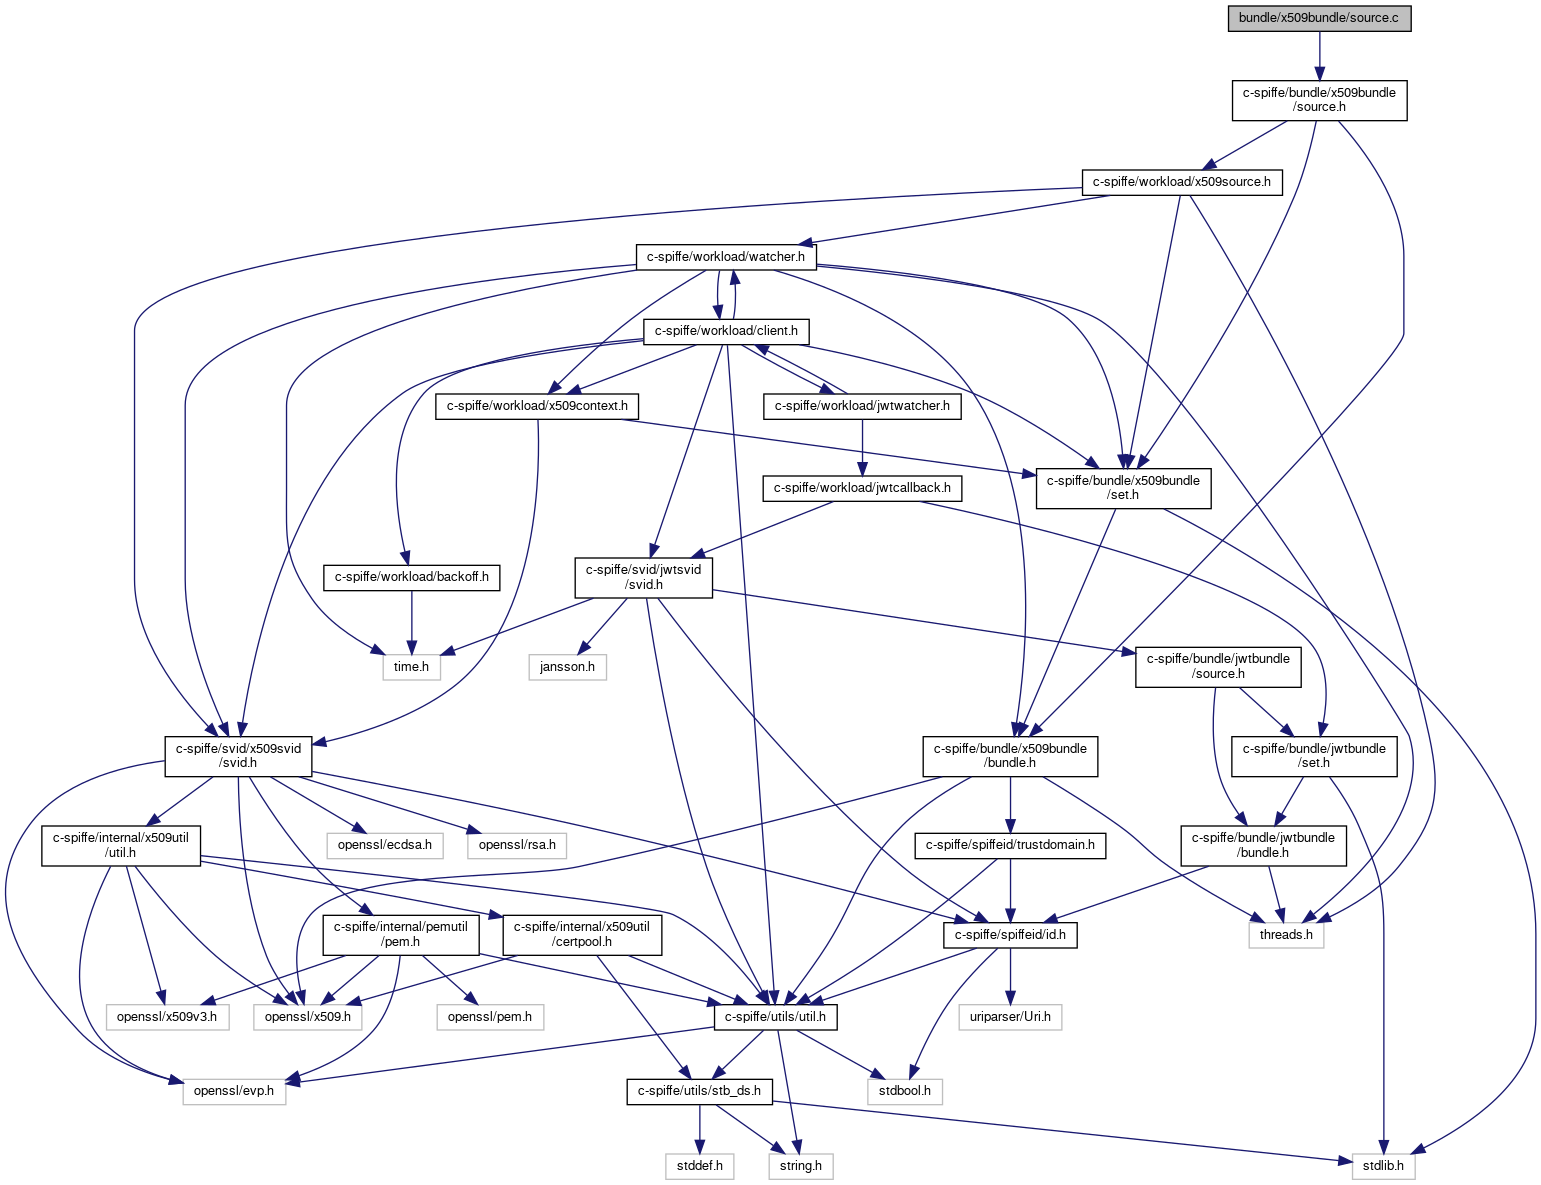 bundle/x509bundle/source.c
c-spiffe/bundle/x509bundle
/source.h
c-spiffe/workload/x509source.h
c-spiffe/workload/watcher.h
c-spiffe/workload/client.h
c-spiffe/workload/x509context.h
c-spiffe/workload/jwtwatcher.h
c-spiffe/bundle/x509bundle
/set.h
c-spiffe/workload/jwtcallback.h
c-spiffe/workload/backoff.h
c-spiffe/svid/jwtsvid
/svid.h
time.h
jansson.h
c-spiffe/bundle/jwtbundle
/source.h
c-spiffe/svid/x509svid
/svid.h
c-spiffe/bundle/x509bundle
/bundle.h
c-spiffe/bundle/jwtbundle
/set.h
c-spiffe/internal/x509util
/util.h
openssl/ecdsa.h
openssl/rsa.h
c-spiffe/spiffeid/trustdomain.h
c-spiffe/bundle/jwtbundle
/bundle.h
c-spiffe/internal/pemutil
/pem.h
c-spiffe/internal/x509util
/certpool.h
c-spiffe/spiffeid/id.h
threads.h
openssl/x509v3.h
openssl/x509.h
openssl/pem.h
c-spiffe/utils/util.h
uriparser/Uri.h
openssl/evp.h
c-spiffe/utils/stb_ds.h
stdbool.h
stddef.h
string.h
stdlib.h